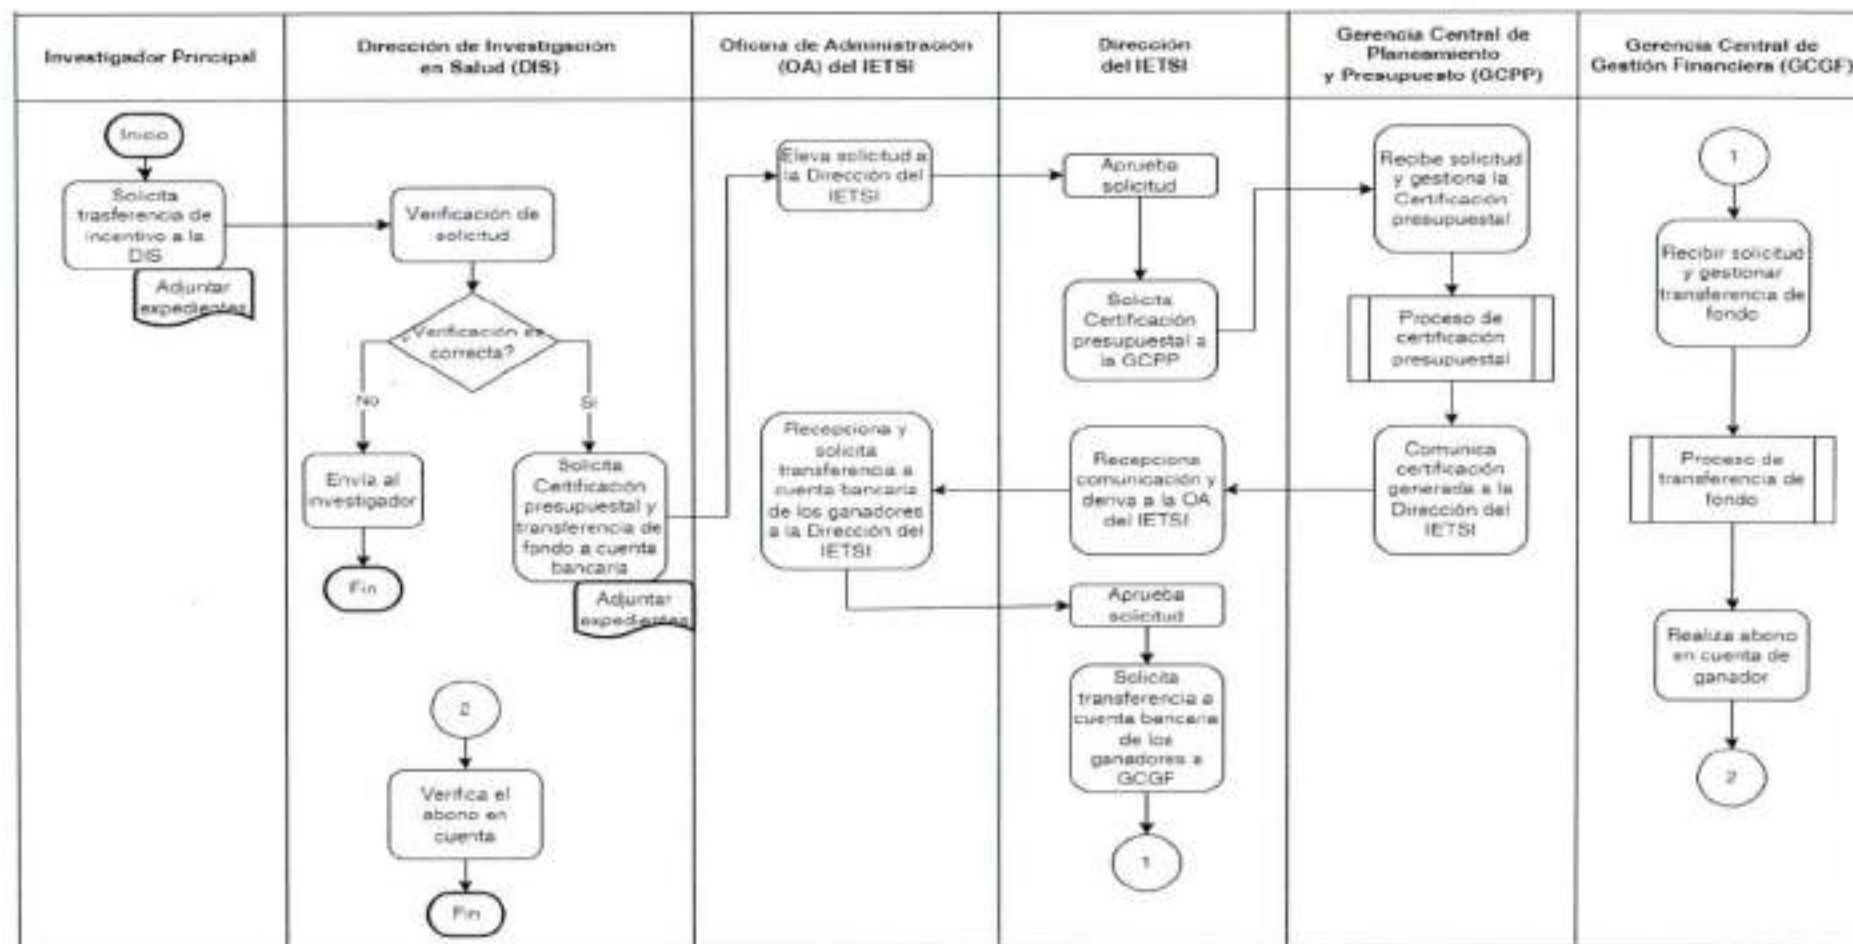 Investigador Principal
Dirección de Investigación
en Salud (DIS)
Oficina de Administración
(OA) del IETSI
Dirección
del IETSI
Gerencia Central de
Planeamiento
y Presupuesto (GCPP)
Gerencia Central de
Gestión Financiera (GCGF)
Inicio
Solicita
trasferencia de
incentivo a la
DIS
Adjuntar
expedientes
Verificación de
solicitud
¿Verificación es
correcta?
No
Si
Envía al
investigador
Fin
Solicita
Certificación
presupuestal y
transferencia de
fondo a cuenta
bancaria
Adjuntar
expedientes
2
Verifica el
abono en
cuenta
Fin
Eleva solicitud a
la Dirección del
IETSI
Recepciona y
solicita
transferencia a
cuenta bancaria
de los ganadores
a la Dirección del
IETSI
Aprueba
solicitud
Solicita
Certificación
presupuestal a
la GCPP
Recepciona
comunicación y
deriva a la OA
del IETSI
Aprueba
solicitud
Solicita
transferencia a
cuenta bancaria
de los
ganadores a
GCGF
1
Recibe solicitud
y gestiona la
Certificación
presupuestal
Proceso de
certificación
presupuestal
Comunica
certificación
generada a la
Dirección del
IETSI
1
Recibir solicitud
y gestionar
transferencia de
fondo
Proceso de
transferencia de
fondo
Realiza abono
en cuenta de
ganador
2